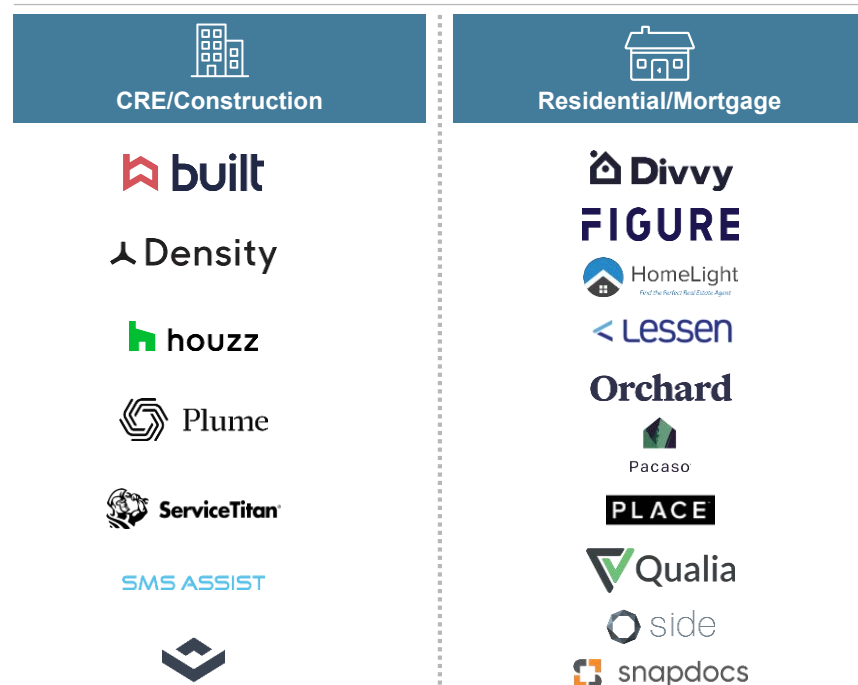 CRE/Construction
built
Density
houzz
Plume
ServiceTitan
SMS ASSIST
Residential/Mortgage
Divvy
FIGURE
HomeLight
Find the Perfect Real Estate Agent
Lessen
Orchard
Pacaso
PLACE
Qualia
side
snapdocs